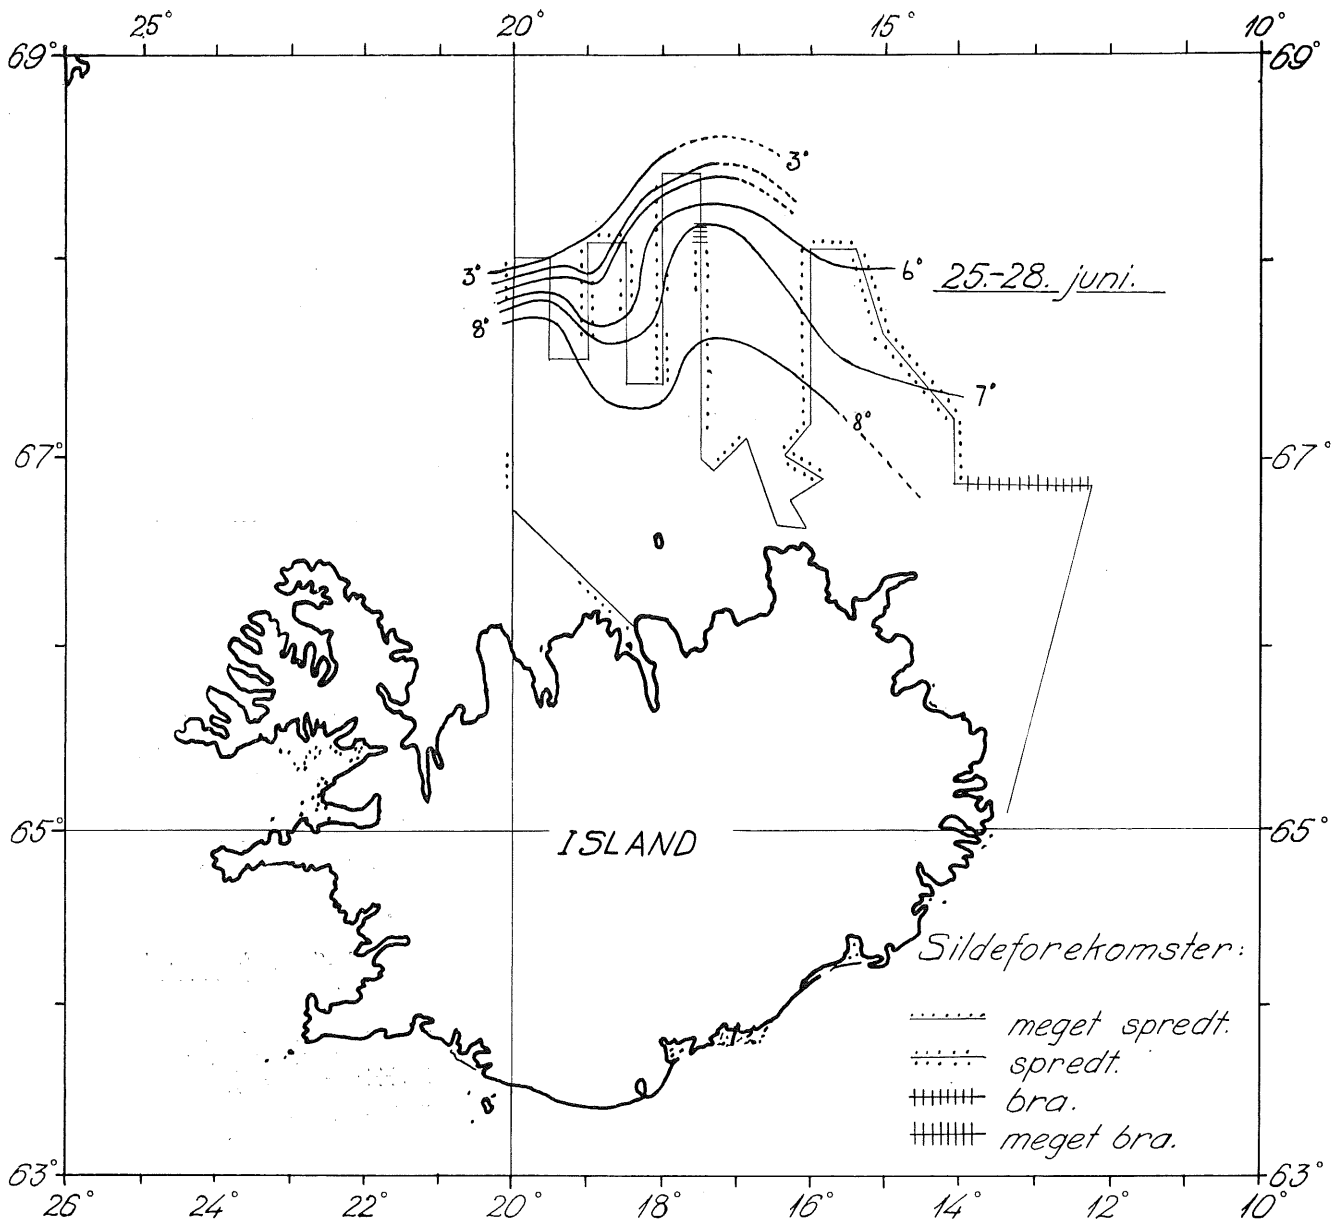 25° 20° 15° 10°
69° 69°
3°
3° 6° 25.-28. juni.
8°
7°
8°
67° 67°
65° ISLAND 65°
Sildeforekomster:
meget spredt.
spredt.
bra.
meget bra.
63° 63°
26° 24° 22° 20° 18° 16° 14° 12° 10°